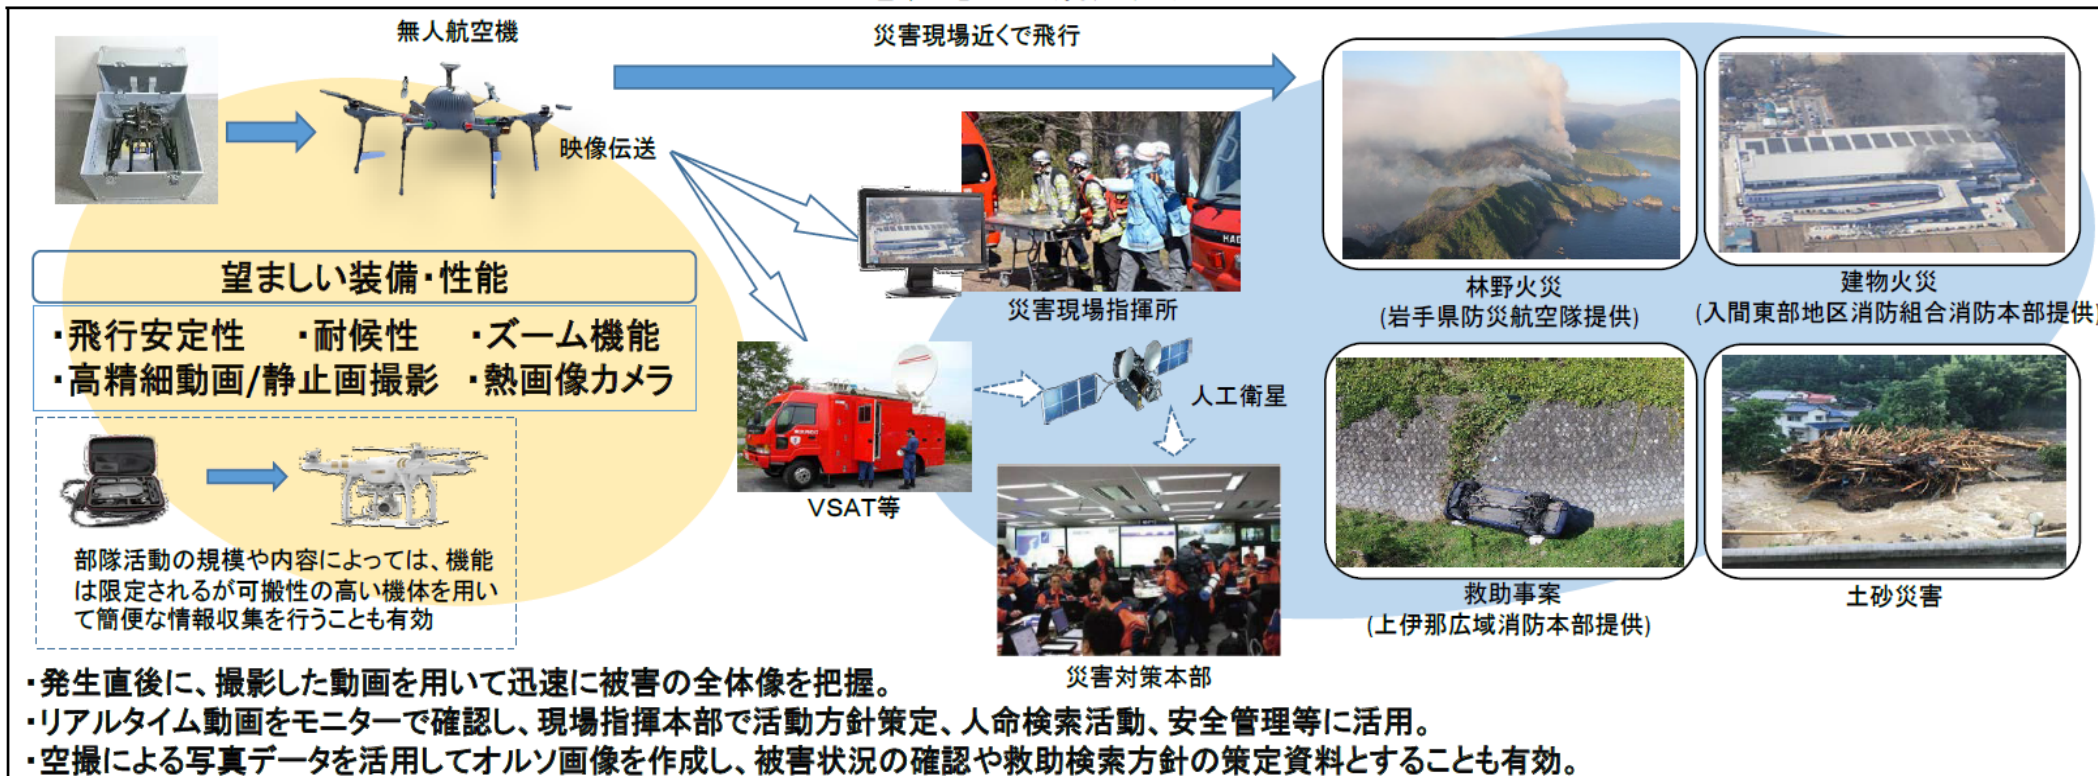 無人航空機
災害現場近くで飛行
映像伝送
望ましい装備・性能
・飛行安定性　・耐候性　・ズーム機能
・高精細動画/静止画撮影　・熱画像カメラ
部隊活動の規模や内容によっては、機能
は限定されるが可搬性の高い機体を用い
て簡便な情報収集を行うことも有効
災害現場指揮所
VSAT等
人工衛星
災害対策本部
林野火災
(岩手県防災航空隊提供)
建物火災
(入間東部地区消防組合消防本部提供)
救助事案
(上伊那広域消防本部提供)
土砂災害
・発生直後に、撮影した動画を用いて迅速に被害の全体像を把握。
・リアルタイム動画をモニターで確認し、現場指揮本部で活動方針策定、人命検索活動、安全管理等に活用。
・空撮による写真データを活用してオルソ画像を作成し、被害状況の確認や救助検索方針の策定資料とすることも有効。